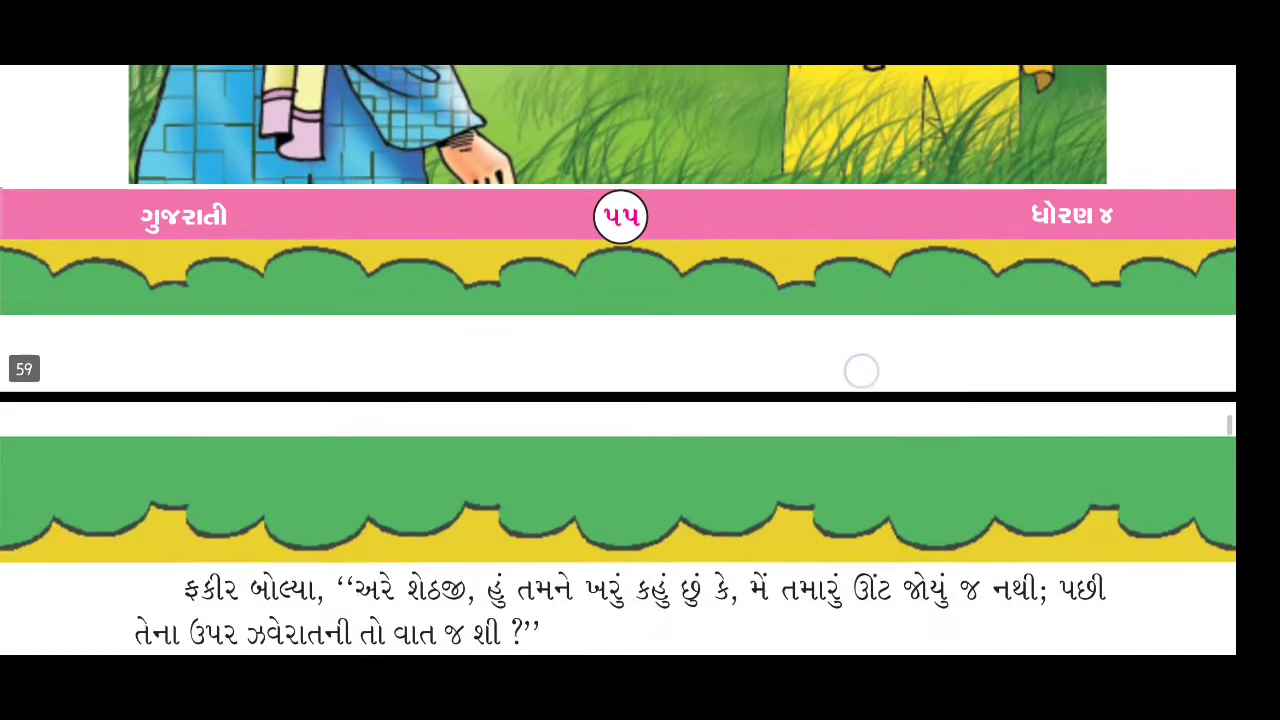 ગુજરાતી ૫૫ ધોરણ ૪
59
ફકીર બોલ્યા, ‘‘અરે શેઠજી, હું તમને ખરું કહું છું કે, મેં તમારું ઊંટ જોયું જ નથી; પછી
તેના ઉપર ઝવેરાતની તો વાત જ શી ?’’